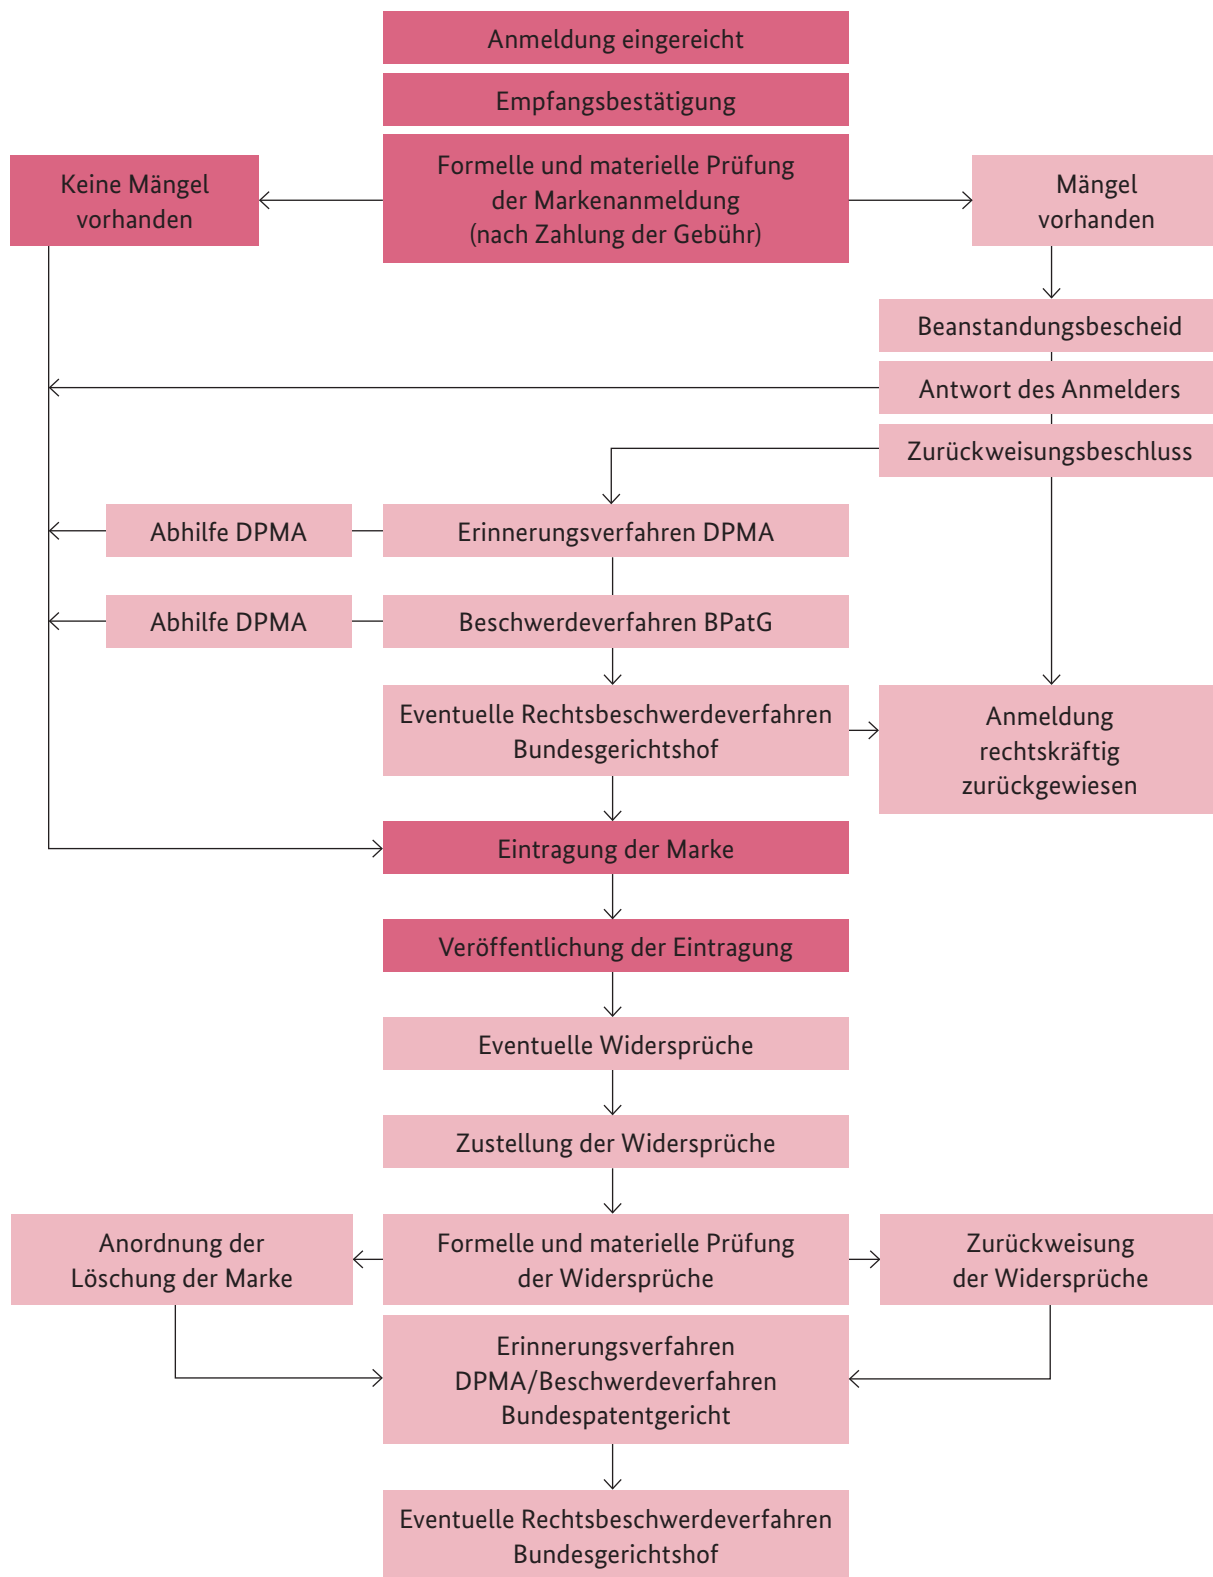 Anmeldung eingereicht
Empfangsbestätigung
Formelle und materielle Prüfung
der Markenanmeldung
(nach Zahlung der Gebühr)
Keine Mängel
vorhanden
Mängel
vorhanden
Beanstandungsbescheid
Antwort des Anmelders
Zurückweisungsbeschluss
Abhilfe DPMA
Erinnerungsverfahren DPMA
Abhilfe DPMA
Beschwerdeverfahren BPatG
Eventuelle Rechtsbeschwerdeverfahren
Bundesgerichtshof
Anmeldung
rechtskräftig
zurückgewiesen
Eintragung der Marke
Veröffentlichung der Eintragung
Eventuelle Widersprüche
Zustellung der Widersprüche
Anordnung der
Löschung der Marke
Formelle und materielle Prüfung
der Widersprüche
Zurückweisung
der Widersprüche
Erinnerungsverfahren
DPMA/Beschwerdeverfahren
Bundespatentgericht
Eventuelle Rechtsbeschwerdeverfahren
Bundesgerichtshof